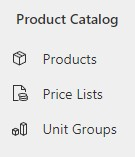 Product Catalog
Products
Price Lists
Unit Groups